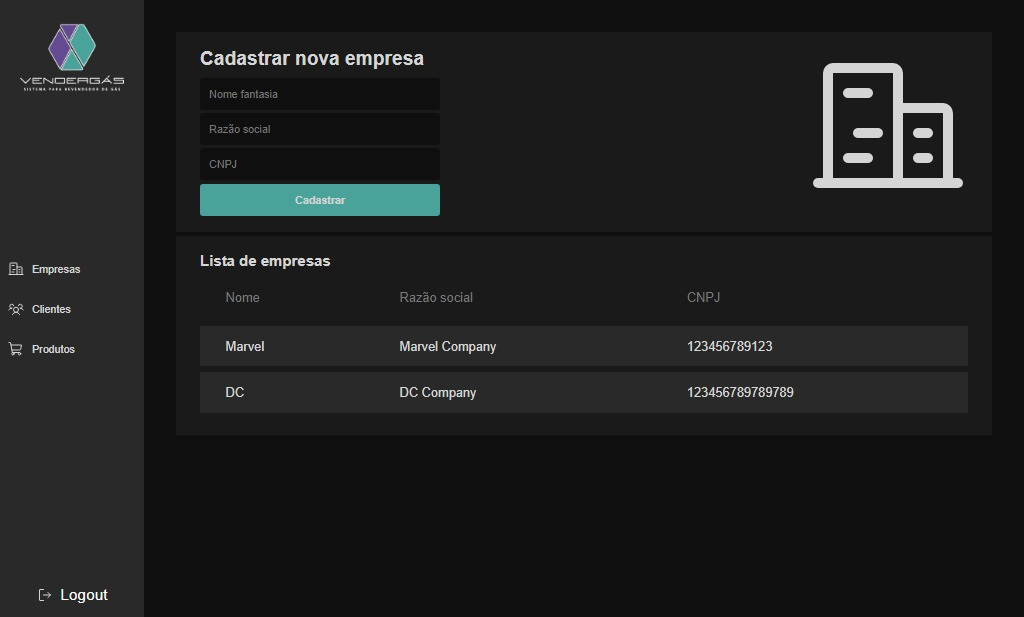 VENDERGÁS
SISTEMA PARA REVENDEDOR DE GÁS
Empresas
Clientes
Produtos
Logout
Cadastrar nova empresa
Nome fantasia
Razão social
CNPJ
Cadastrar
Lista de empresas
Nome Razão social CNPJ
Marvel Marvel Company 123456789123
DC DC Company 123456789789789